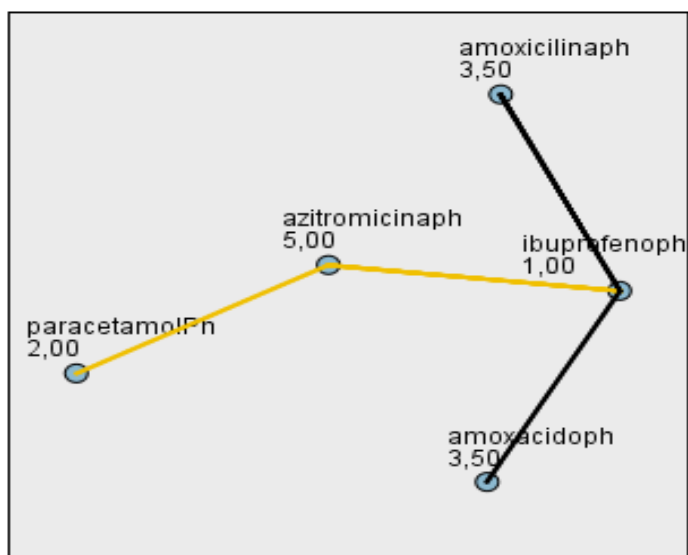 amoxicilinaph
3,50
azitromicinaph
5,00
ibuprofenoph
1,00
paracetamolPh
2,00
amoxacidoph
3,50